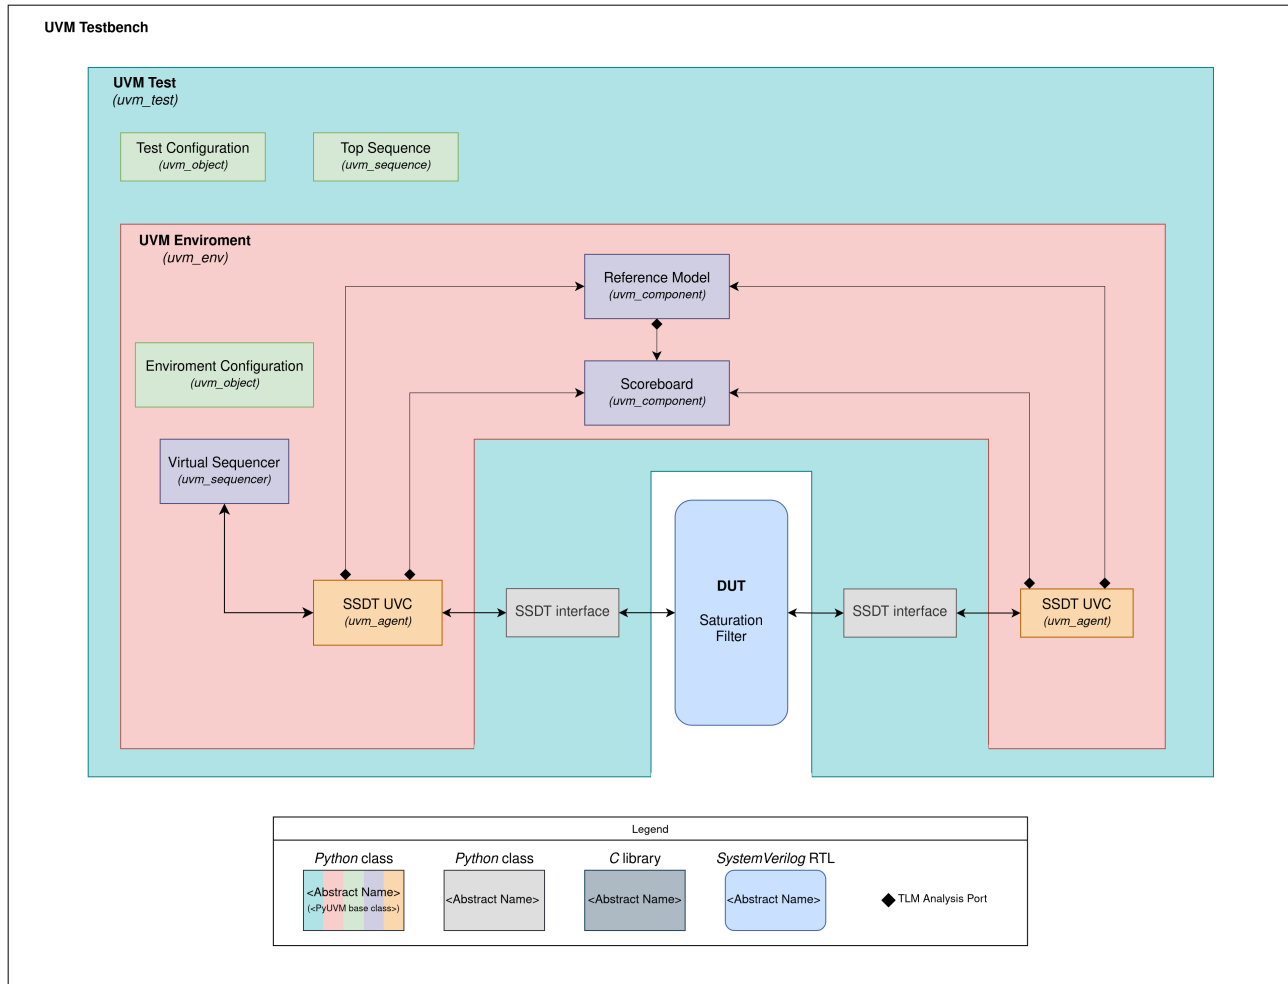 UVM Testbench
UVM Test
(uvm_test)
Test Configuration
(uvm_object)
Top Sequence
(uvm_sequence)
UVM Enviroment
(uvm_env)
Reference Model
(uvm_component)
Enviroment Configuration
(uvm_object)
Scoreboard
(uvm_component)
Virtual Sequencer
(uvm_sequencer)
SSDT UVC
(uvm_agent)
SSDT interface
DUT
Saturation
Filter
SSDT interface
SSDT UVC
(uvm_agent)
Legend
Python class
<Abstract Name>
(<PyUVM base class>)
Python class
<Abstract Name>
C library
<Abstract Name>
SystemVerilog RTL
<Abstract Name>
TLM Analysis Port